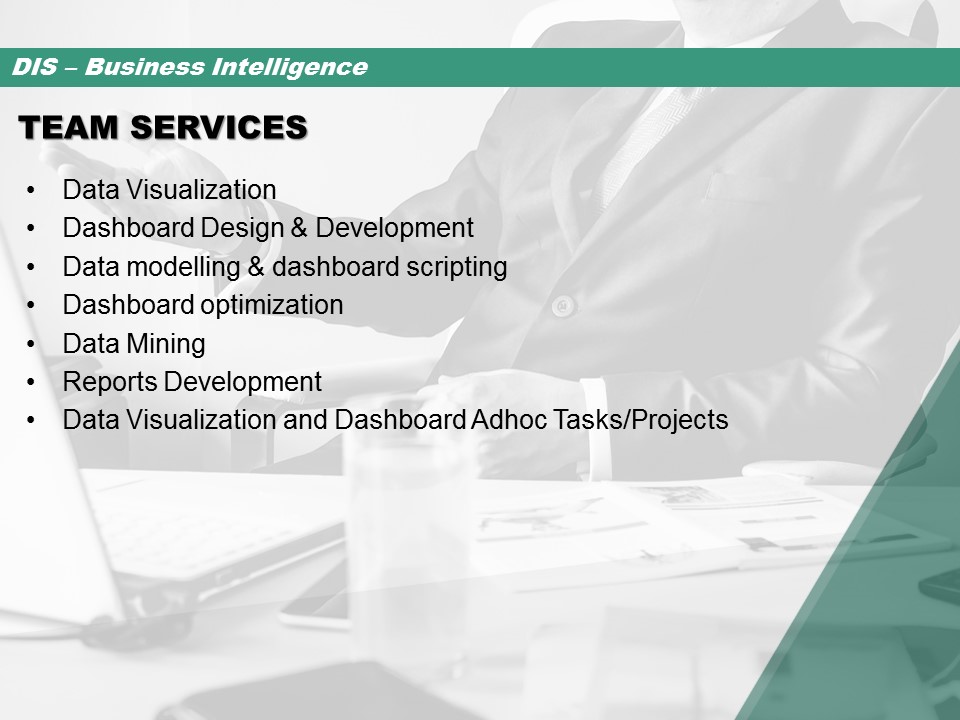 DIS – Business Intelligence
TEAM SERVICES
• Data Visualization
• Dashboard Design & Development
• Data modelling & dashboard scripting
• Dashboard optimization
• Data Mining
• Reports Development
• Data Visualization and Dashboard Adhoc Tasks/Projects